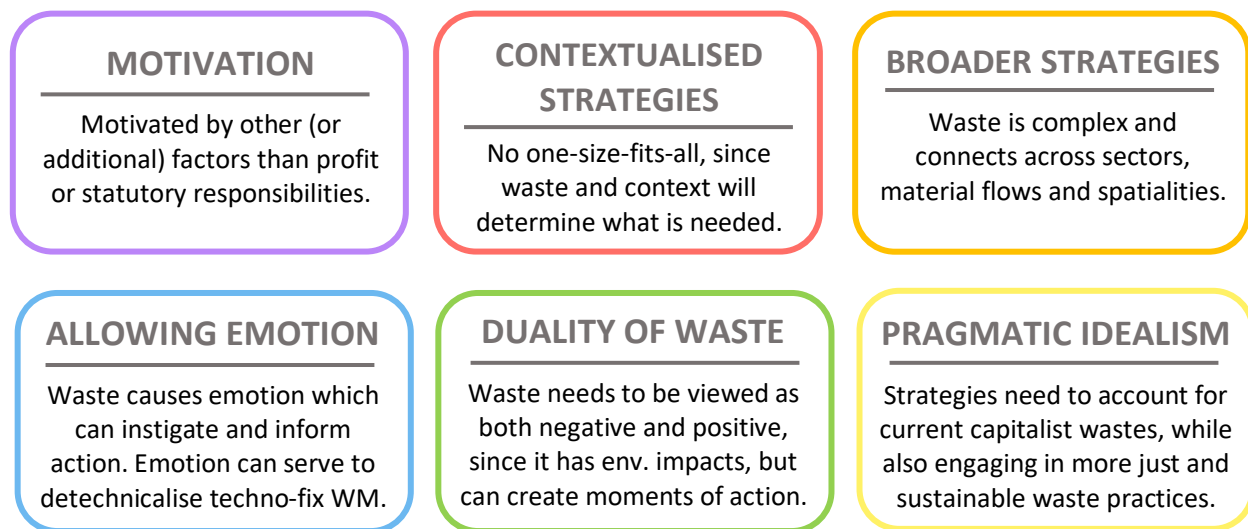 MOTIVATION
Motivated by other (or
additional) factors than profit
or statutory responsibilities.
CONTEXTUALISED
STRATEGIES
No one-size-fits-all, since
waste and context will
determine what is needed.
BROADER STRATEGIES
Waste is complex and
connects across sectors,
material flows and spatialities.
ALLOWING EMOTION
Waste causes emotion which
can instigate and inform
action. Emotion can serve to
detechnicalise techno-fix WM.
DUALITY OF WASTE
Waste needs to be viewed as
both negative and positive,
since it has env. impacts, but
can create moments of action.
PRAGMATIC IDEALISM
Strategies need to account for
current capitalist wastes, while
also engaging in more just and
sustainable waste practices.